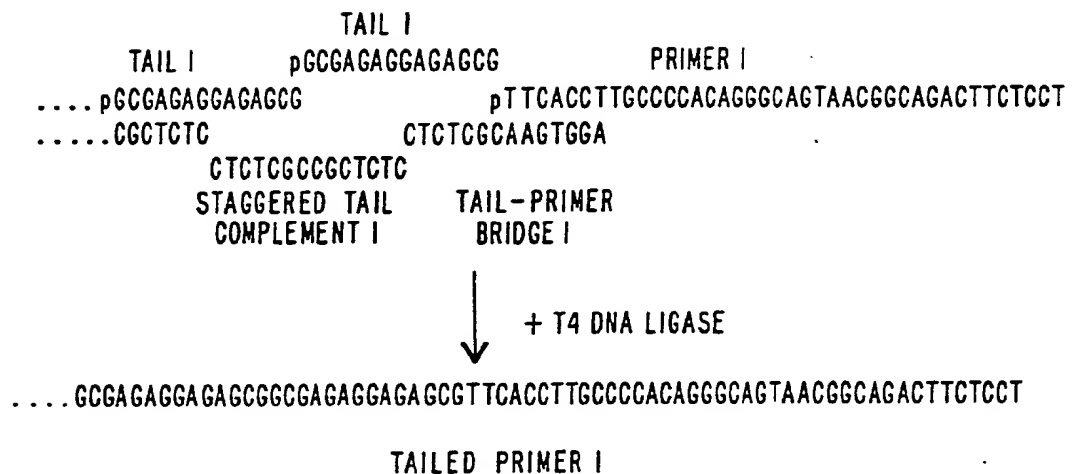 TAIL I
TAIL I pGCGAGAGGAGAGCG PRIMER I
....pGCGAGAGGAGAGCG pTTCACCTTGCCCCACAGGGCAGTAACGGCAGACTTCTCCT
.....CGCTCTC CTCTCGCAAGTGGA
CTCTCGCCGCTCTC
STAGGERED TAIL TAIL-PRIMER
COMPLEMENT I BRIDGE I
+ T4 DNA LIGASE
....GCGAGAGGAGAGCGGCGAGAGGAGAGCGTTCACCTTGCCCCACAGGGCAGTAACGGCAGACTTCTCCT
TAILED PRIMER I